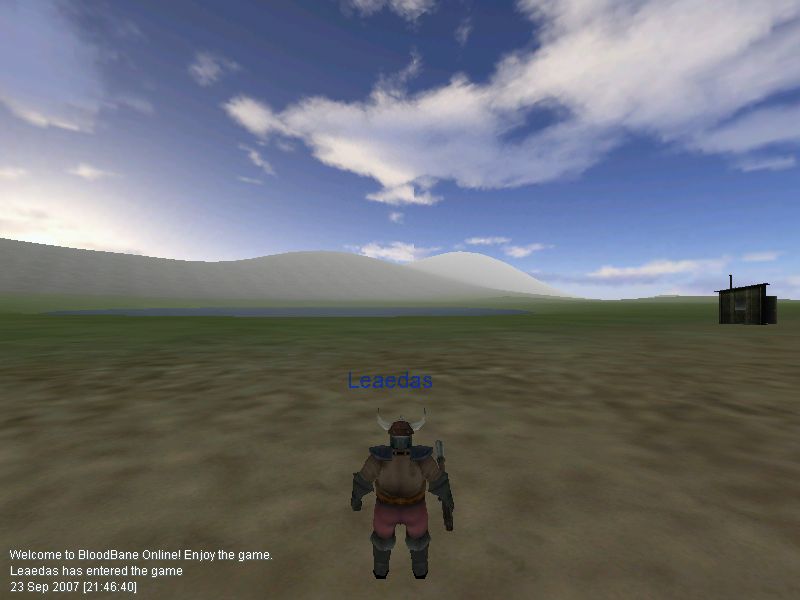 Leaedas
Welcome to BloodBane Online! Enjoy the game.
Leaedas has entered the game
23 Sep 2007 [21:46:40]